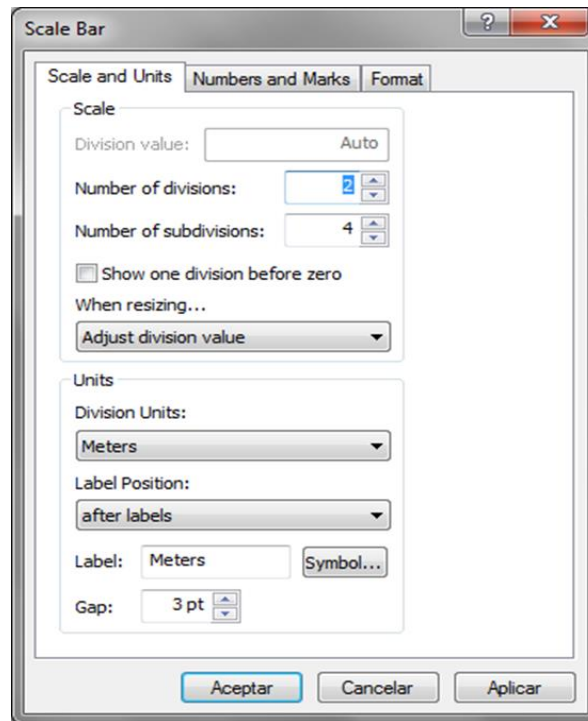 Scale Bar
?
Scale and Units Numbers and Marks Format
Scale
Division value: Auto
Number of divisions: 2
Number of subdivisions: 4
Show one division before zero
When resizing...
Adjust division value
Units
Division Units:
Meters
Label Position:
after labels
Label: Meters Symbol...
Gap: 3 pt
Aceptar Cancelar Aplicar